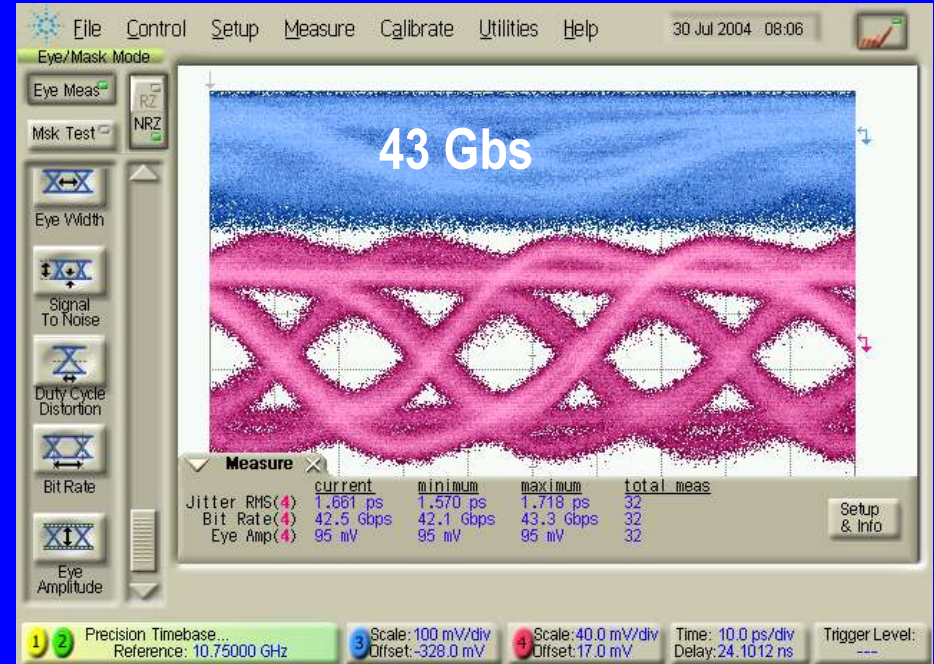 File Control Setup Measure Calibrate Utilities Help 30 Jul 2004 08:06
Eye/Mask Mode
Eye Meas
RZ
NRZ
Msk Test
43 Gbs
Eye Width
Signal
To Noise
Duty Cycle
Distortion
Bit Rate
Eye
Amplitude
Measure
current minimum maximum total meas
Jitter RMS(4) 1.661 ps 1.570 ps 1.718 ps 32
Bit Rate(4) 42.5 Gbps 42.1 Gbps 43.3 Gbps 32
Eye Amp(4) 95 mV 95 mV 95 mV 32
Setup
& Info
1 2 Precision Timebase...
Reference: 10.75000 GHz
3 Scale: 100 mV/div
Offset:-328.0 mV
4 Scale: 40.0 mV/div
Offset: 17.0 mV
Time: 10.0 ps/div
Delay: 24.1012 ns
Trigger Level:
---